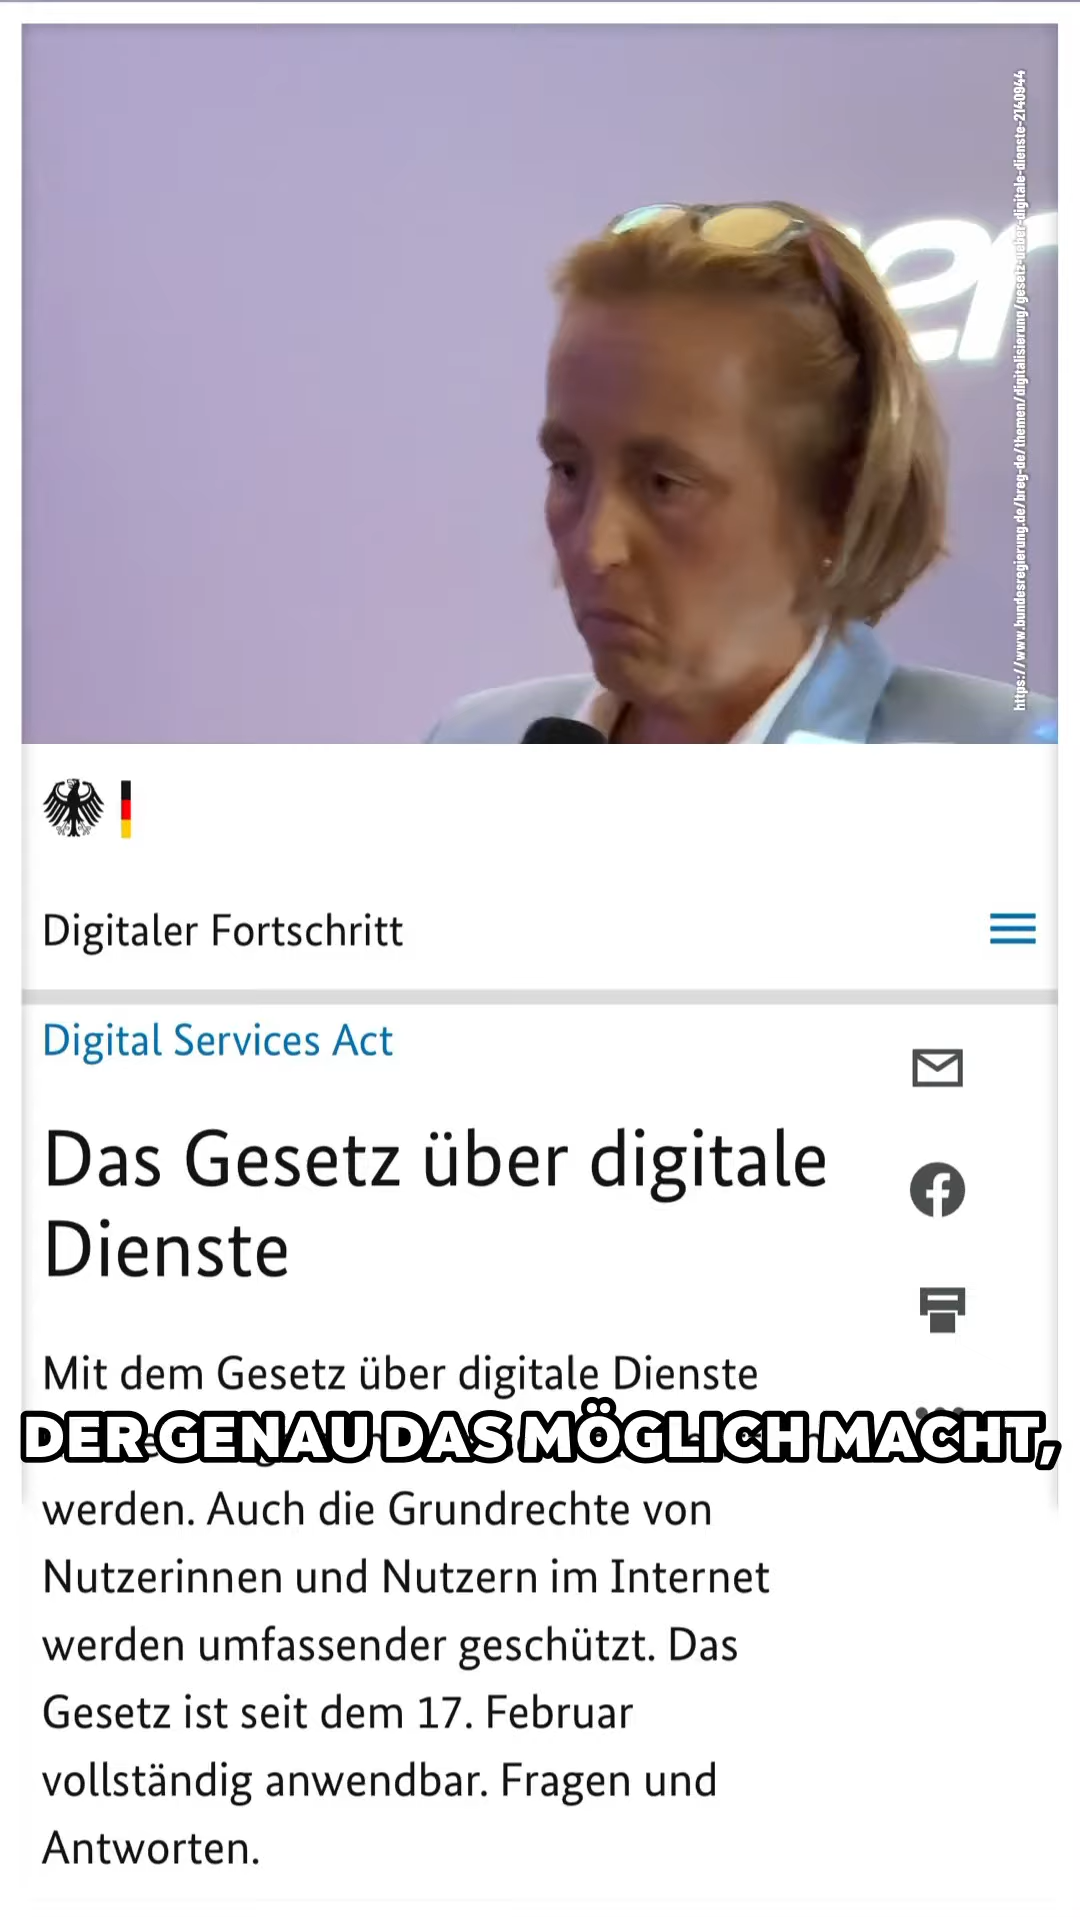 https://www.bundesregierung.de/breg-de/themen/digitalisierung/gesetz-ueber-digitale-dienste-2140944
er
Digitaler Fortschritt
Digital Services Act
Das Gesetz über digitale
Dienste
Mit dem Gesetz über digitale Dienste
DER GENAU DAS MÖGLICH MACHT,
werden. Auch die Grundrechte von
Nutzerinnen und Nutzern im Internet
werden umfassender geschützt. Das
Gesetz ist seit dem 17. Februar
vollständig anwendbar. Fragen und
Antworten.